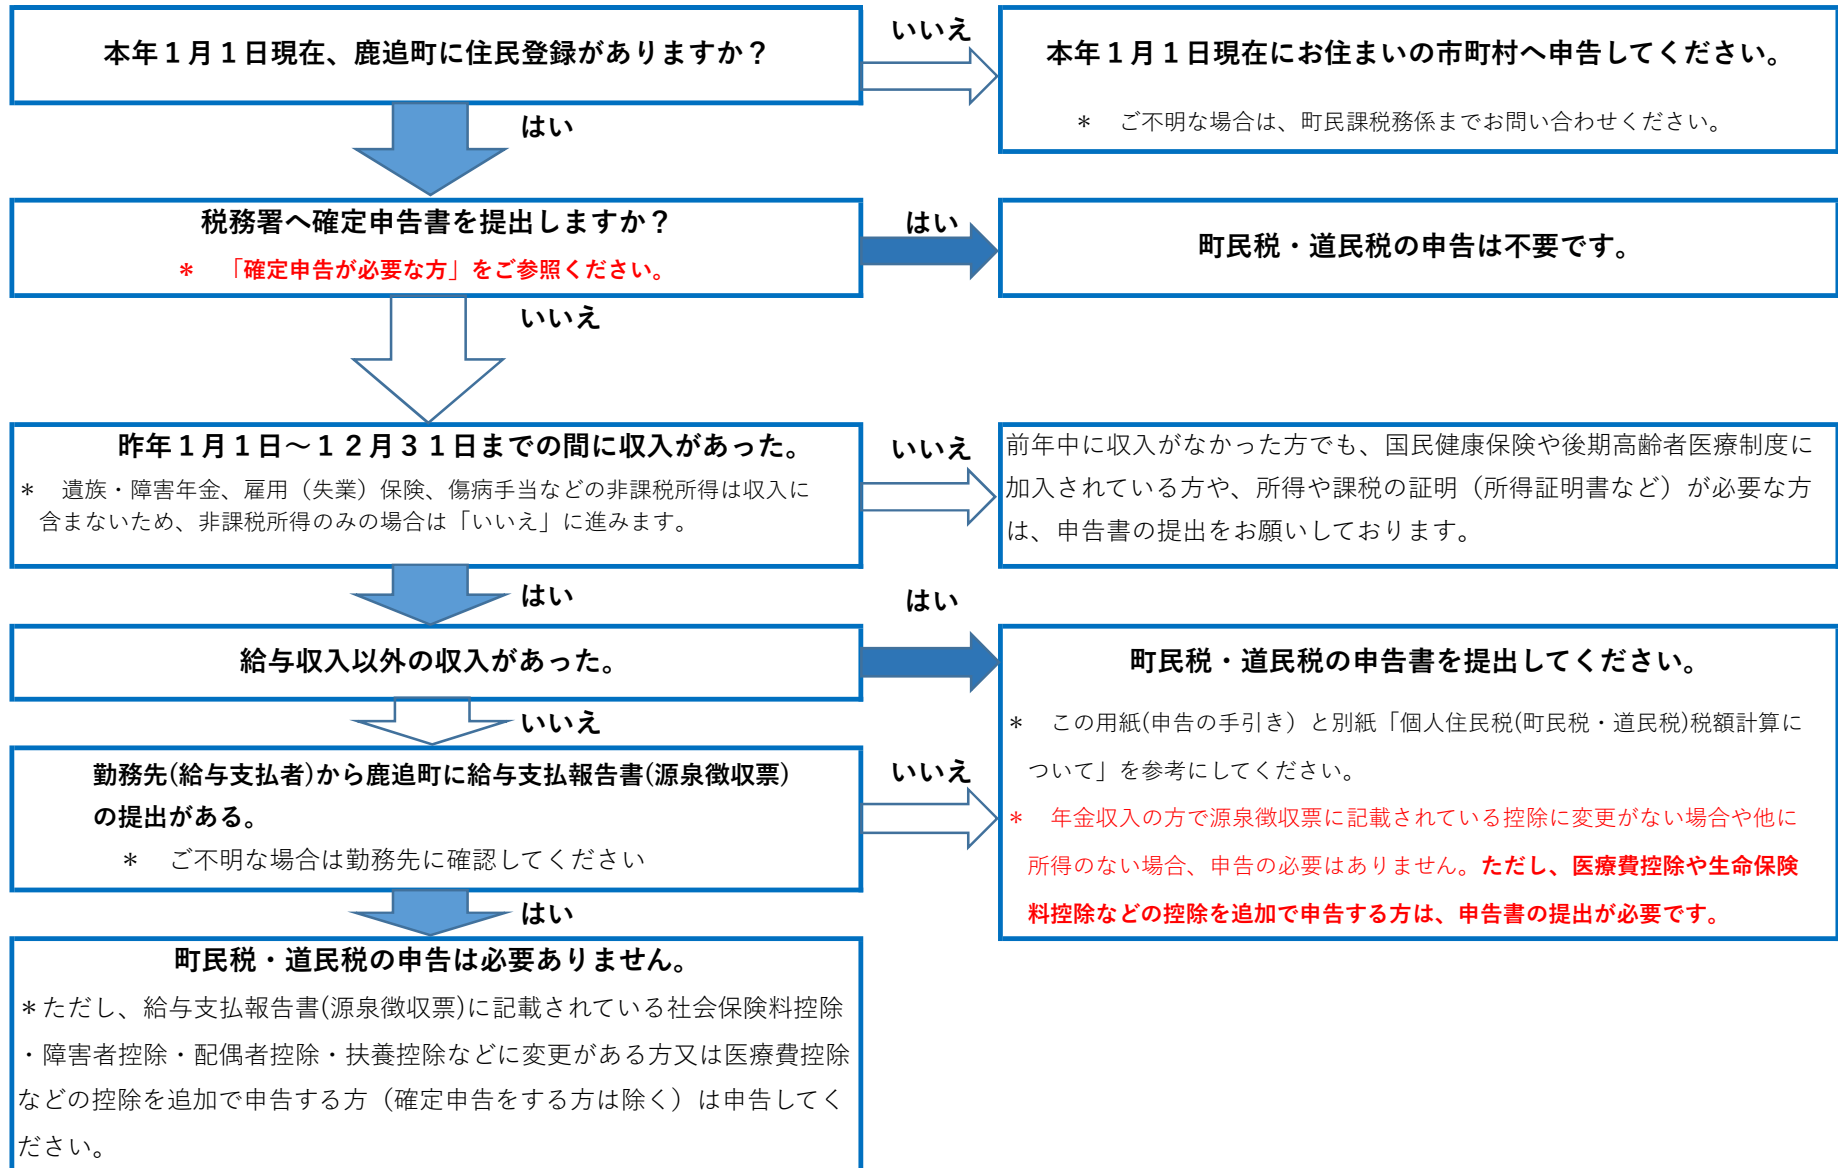 本年１月１日現在、鹿追町に住民登録がありますか？
いいえ
本年１月１日現在にお住まいの市町村へ申告してください。
＊　ご不明な場合は、町民課税務係までお問い合わせください。
はい
税務署へ確定申告書を提出しますか？
＊　「確定申告が必要な方」をご参照ください。
はい
町民税・道民税の申告は不要です。
いいえ
昨年１月１日～１２月３１日までの間に収入があった。
＊　遺族・障害年金、雇用（失業）保険、傷病手当などの非課税所得は収入に
含まないため、非課税所得のみの場合は「いいえ」に進みます。
いいえ
前年中に収入がなかった方でも、国民健康保険や後期高齢者医療制度に
加入されている方や、所得や課税の証明（所得証明書など）が必要な方
は、申告書の提出をお願いしております。
はい
給与収入以外の収入があった。
はい
町民税・道民税の申告書を提出してください。
＊　この用紙(申告の手引き）と別紙「個人住民税(町民税・道民税)税額計算に
ついて」を参考にしてください。
＊　年金収入の方で源泉徴収票に記載されている控除に変更がない場合や他に
所得のない場合、申告の必要はありません。ただし、医療費控除や生命保険
料控除などの控除を追加で申告する方は、申告書の提出が必要です。
いいえ
勤務先(給与支払者)から鹿追町に給与支払報告書(源泉徴収票)
の提出がある。
＊　ご不明な場合は勤務先に確認してください
いいえ
はい
町民税・道民税の申告は必要ありません。
＊ただし、給与支払報告書(源泉徴収票)に記載されている社会保険料控除
・障害者控除・配偶者控除・扶養控除などに変更がある方又は医療費控除
などの控除を追加で申告する方（確定申告をする方は除く）は申告してく
ださい。